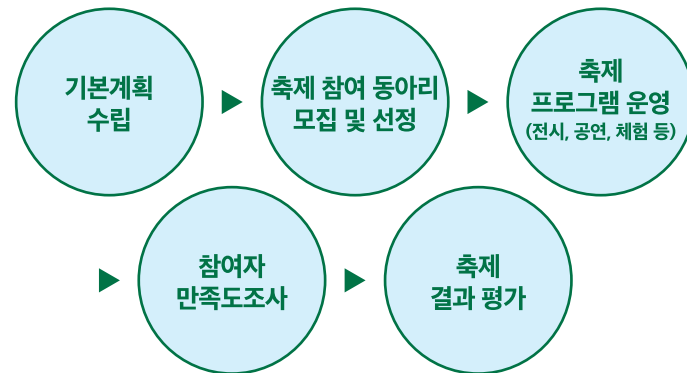 기본계획
수립
축제 참여 동아리
모집 및 선정
축제
프로그램 운영
(전시, 공연, 체험 등)
참여자
만족도조사
축제
결과 평가